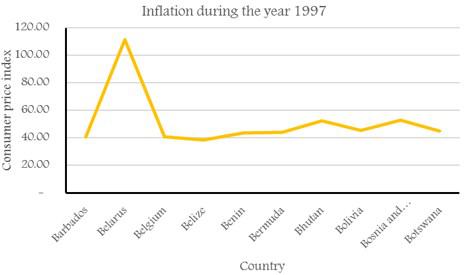 Inflation during the year 1997
Consumer price index
120.00
100.00
80.00
60.00
40.00
20.00
-
Barbados
Belarus
Belgium
Belize
Benin
Bermuda
Bhutan
Bolivia
Bosnia and...
Botswana
Country